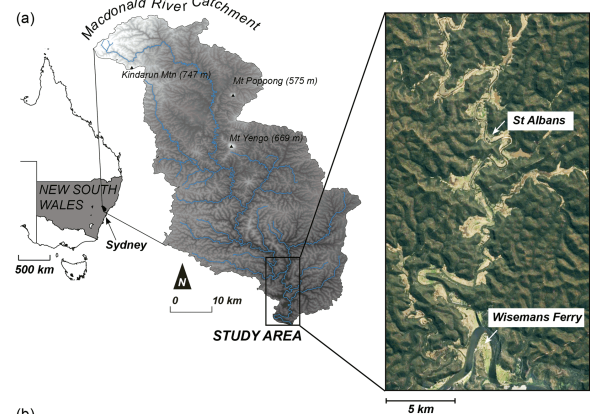 (a)
Macdonald River Catchment
Kindarun Mtn (747 m)
Mt Poppong (575 m)
Mt Yengo (669 m)
St Albans
NEW SOUTH
WALES
Sydney
500 km
N
0 10 km
STUDY AREA
Wisemans Ferry
5 km
(b)